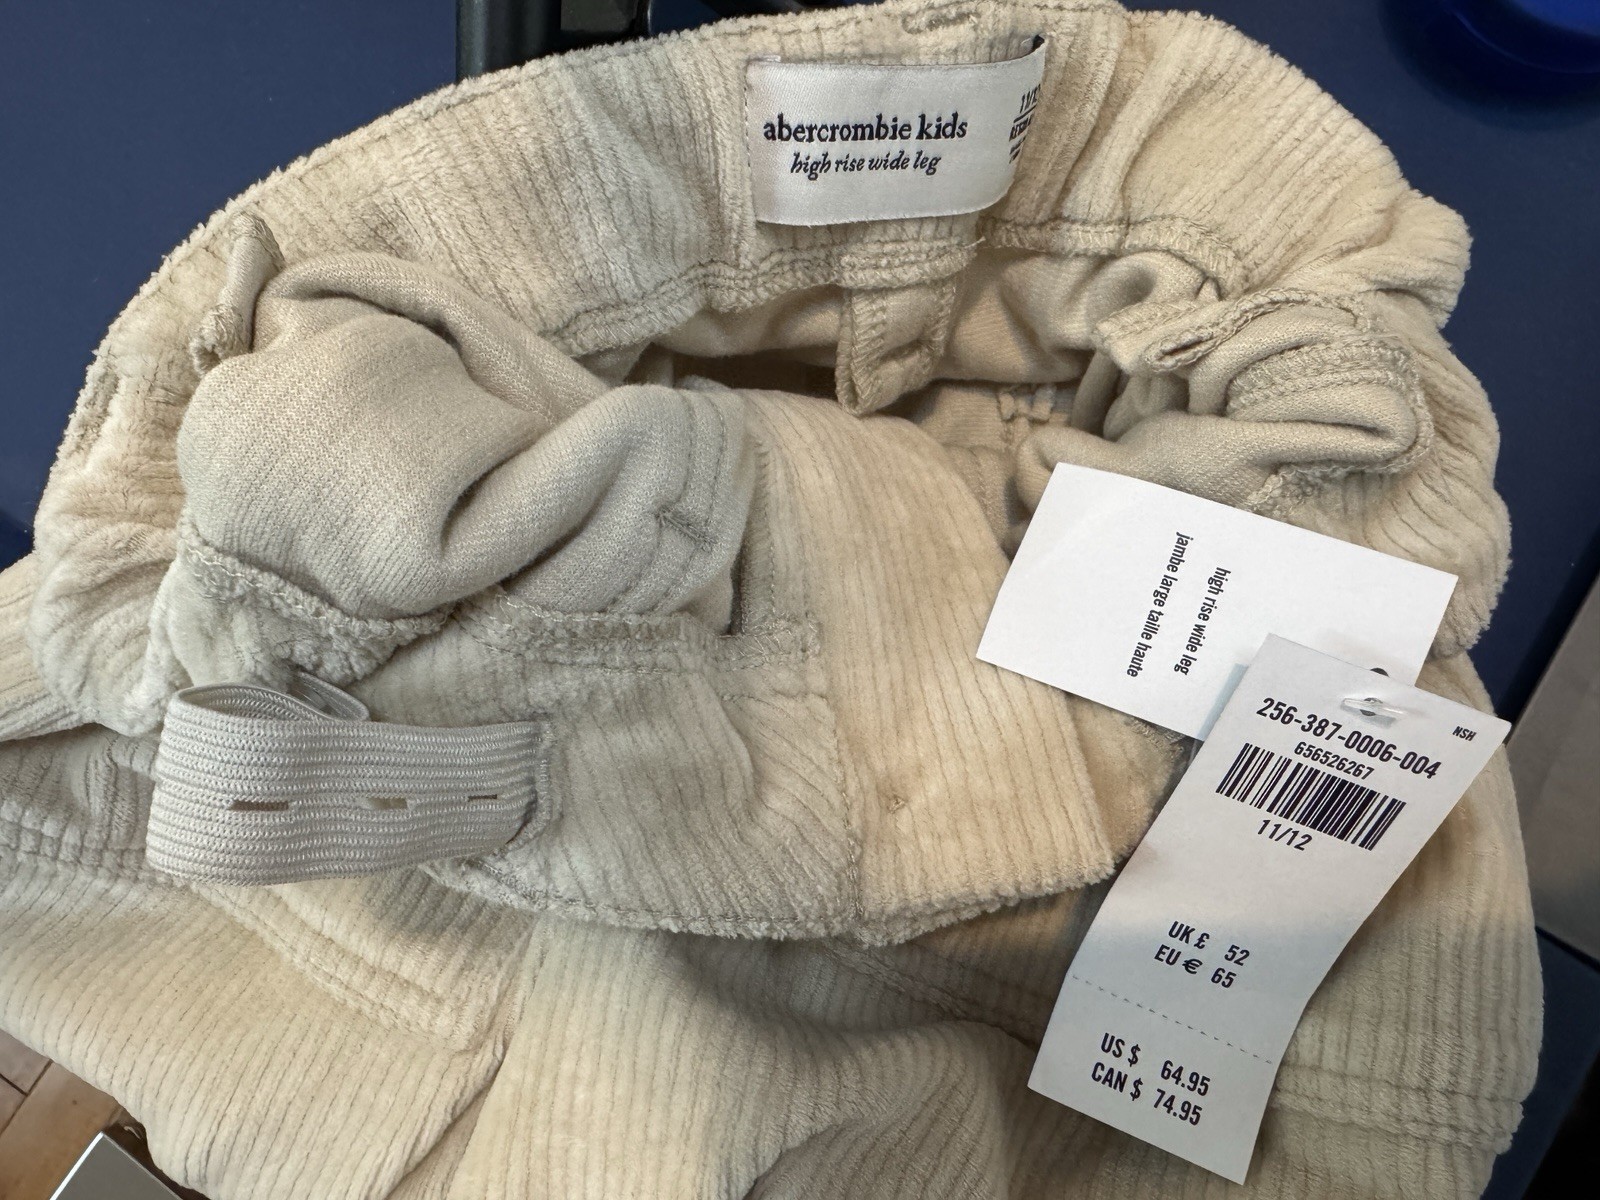 abercrombie kids
high rise wide leg
high rise wide leg
jambe large taille haute
NSH
256-387-0006-004
656526267
11/12
UK £ 52
EU € 65
US $ 64.95
CAN $ 74.95